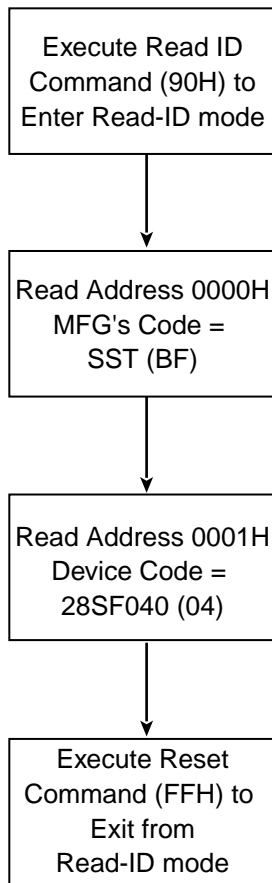 Execute Read ID
Command (90H) to
Enter Read-ID mode
Read Address 0000H
MFG's Code =
SST (BF)
Read Address 0001H
Device Code =
28SF040 (04)
Execute Reset
Command (FFH) to
Exit from
Read-ID mode